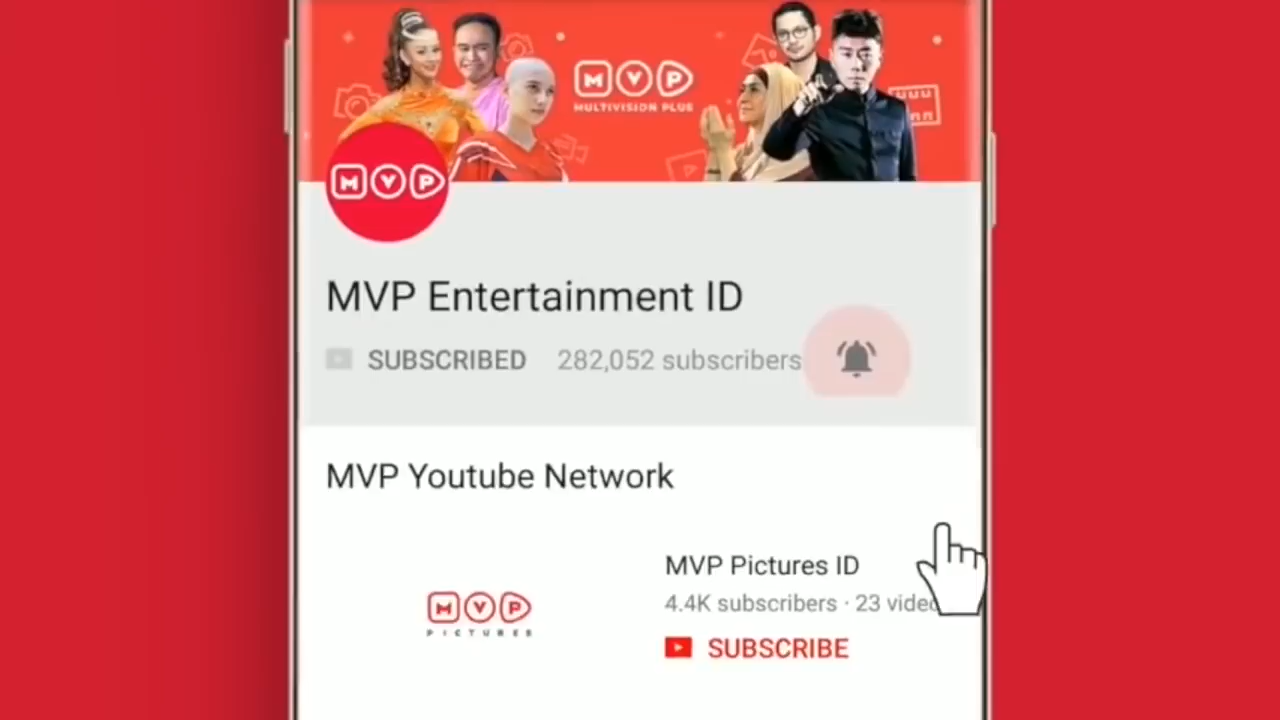 MVP
MULTIVISION PLUS
MVP
MVP Entertainment ID
SUBSCRIBED 282,052 subscribers
MVP Youtube Network
MVP Pictures ID
4.4K subscribers · 23
MVP
PICTURES
SUBSCRIBE